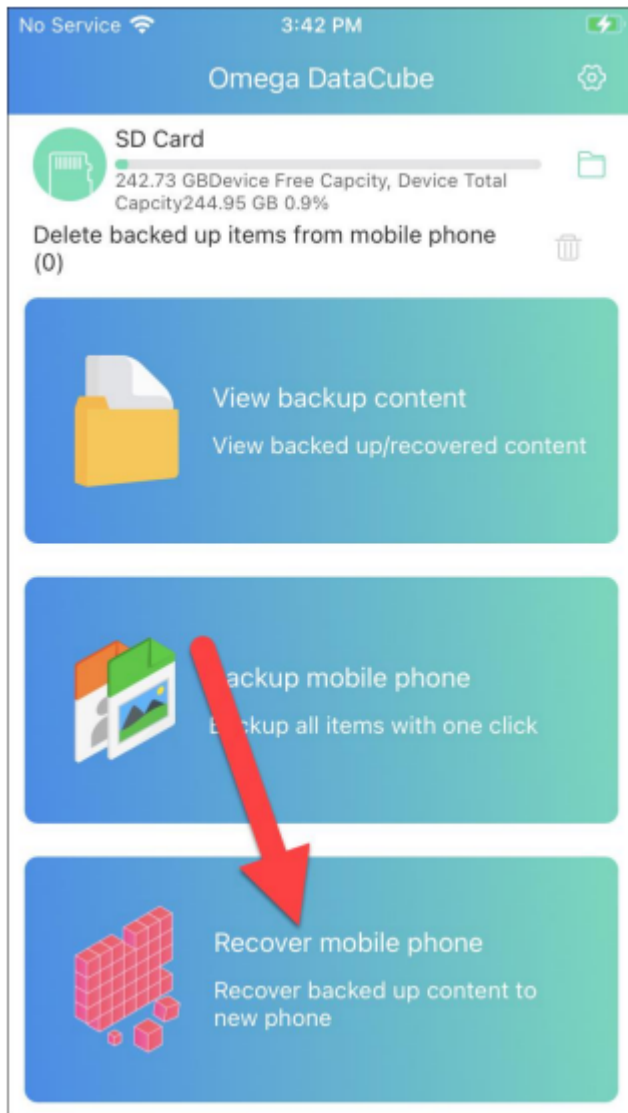 No Service 3:42 PM
Omega DataCube
SD Card
242.73 GBDevice Free Capcity, Device Total
Capcity244.95 GB 0.9%
Delete backed up items from mobile phone
(0)
View backup content
View backed up/recovered content
ackup mobile phone
ckup all items with one click
Recover mobile phone
Recover backed up content to
new phone